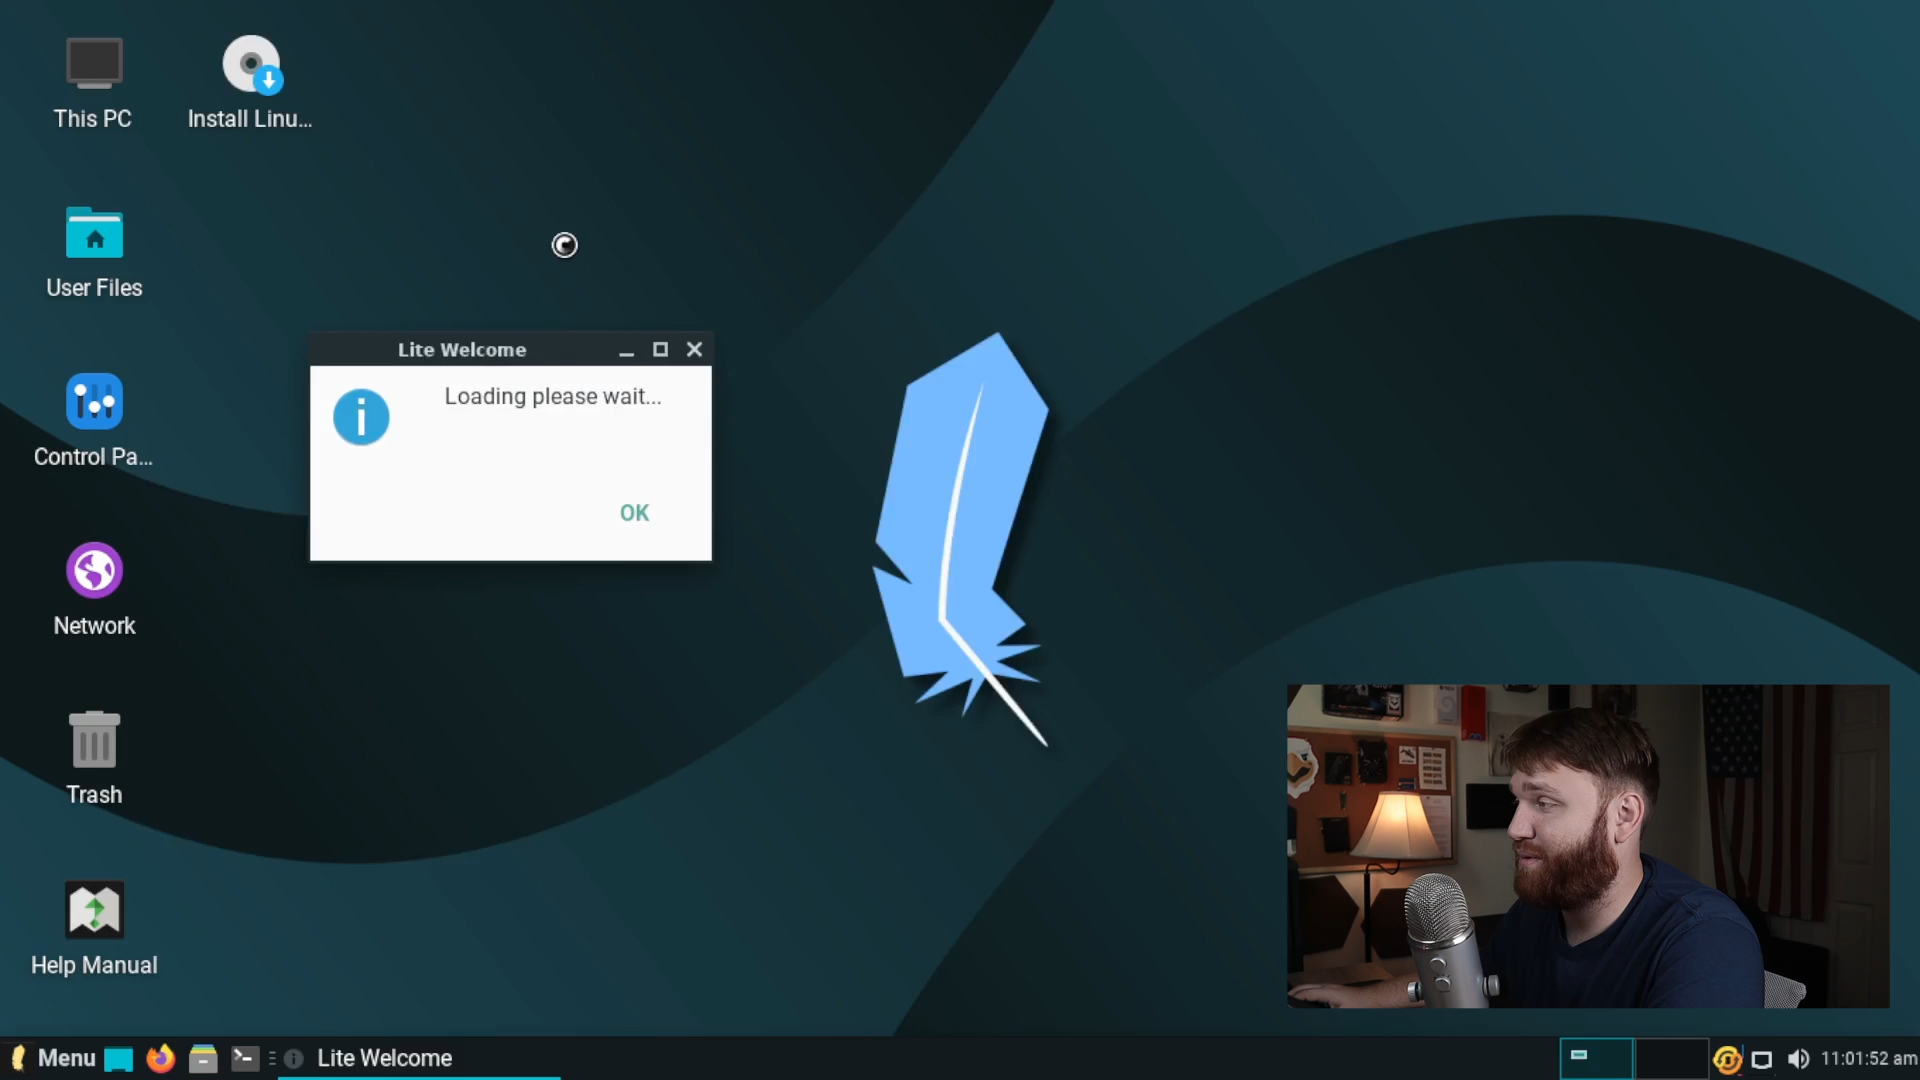 This PC
Install Linu...
User Files
Lite Welcome
Loading please wait...
OK
Control Pa...
Network
Trash
Help Manual
Menu
Lite Welcome
11:01:52 am